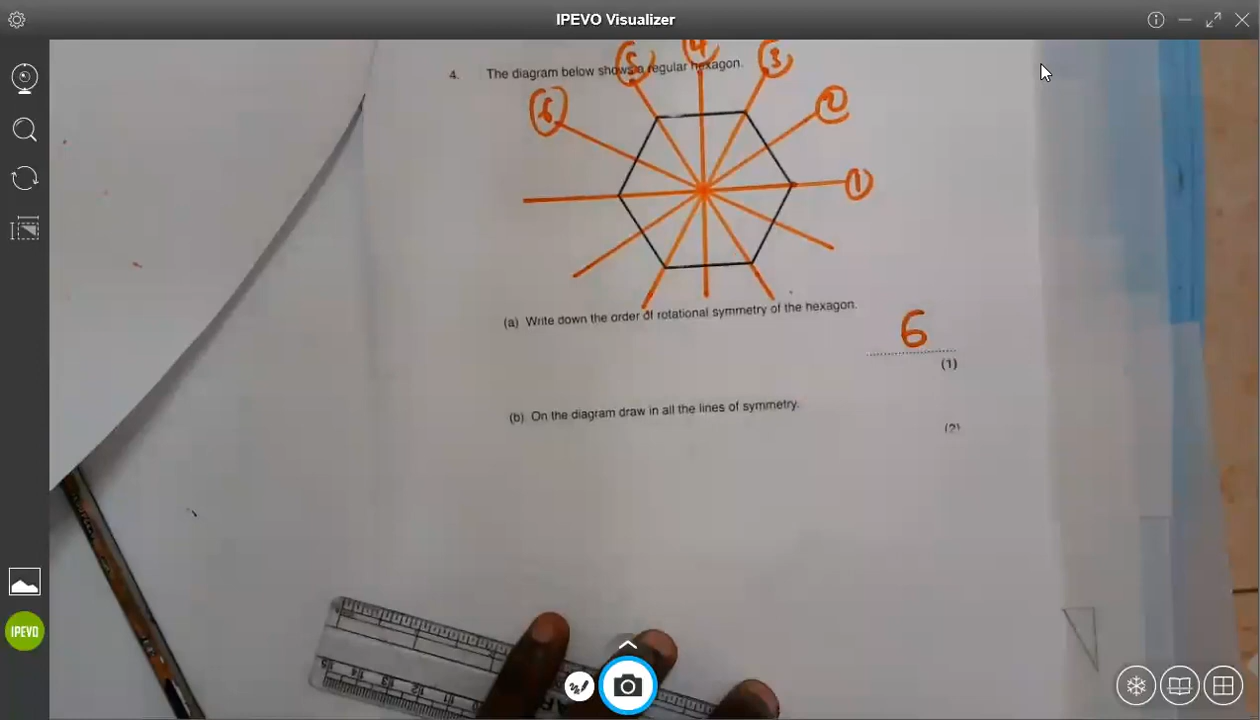 IPEVO Visualizer
5 4 3
4. The diagram below shows a regular hexagon.
6 2
1
(a) Write down the order of rotational symmetry of the hexagon.
6
(1)
(b) On the diagram draw in all the lines of symmetry.
(2)
IPEVO